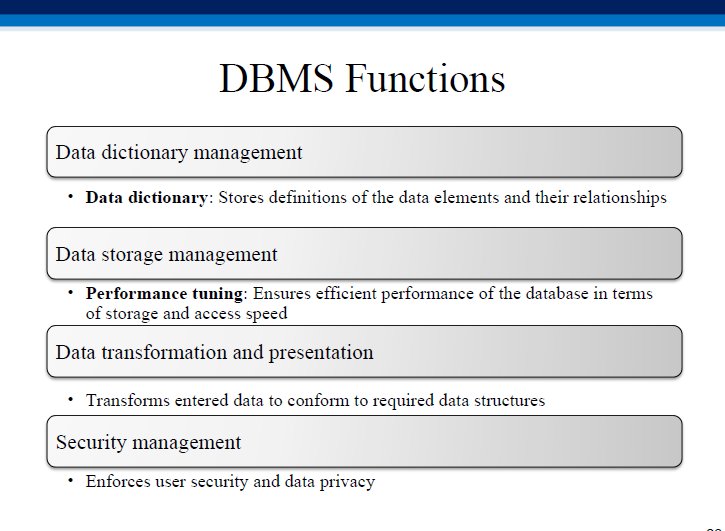 DBMS Functions
Data dictionary management
• Data dictionary: Stores definitions of the data elements and their relationships
Data storage management
• Performance tuning: Ensures efficient performance of the database in terms
of storage and access speed
Data transformation and presentation
• Transforms entered data to conform to required data structures
Security management
• Enforces user security and data privacy